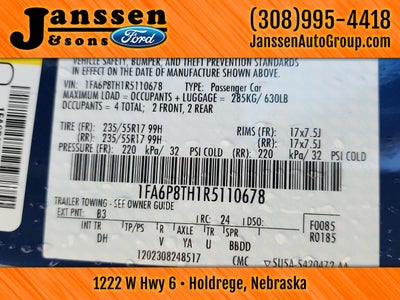 Janssen
& sons
Ford
(308)995-4418
JanssenAutoGroup.com
VEHICLE SAFETY, BUMPER, AND THEFT PREVENTION STANDARDS
IN EFFECT ON THE DATE OF MANUFACTURE SHOWN ABOVE.
VIN: 1FA6P8TH1R5110678 TYPE: Passenger Car
MAXIMUM LOAD = OCCUPANTS + LUGGAGE = 285KG/ 630LB
OCCUPANTS = 4 TOTAL; 2 FRONT, 2 REAR
TIRE (FR): 235/55R17 99H RIMS (FR): 17x7.5J
(RR): 235/55R17 99H (RR): 17x7.5J
PRESSURE (FR): 220 kPa/ 32 PSI COLD (RR): 220 kPa/ 32 PSI COLD
1FA6P8TH1R5110678
TRAILER TOWING - SEE OWNER GUIDE
EXT PNT: B3 RC: 24 DSO: F0085
INT TR TP/PS R AXLE TR SPR R0185
DH V YA U BBDD
1202308248517 CMC
1222 W Hwy 6 • Holdrege, Nebraska